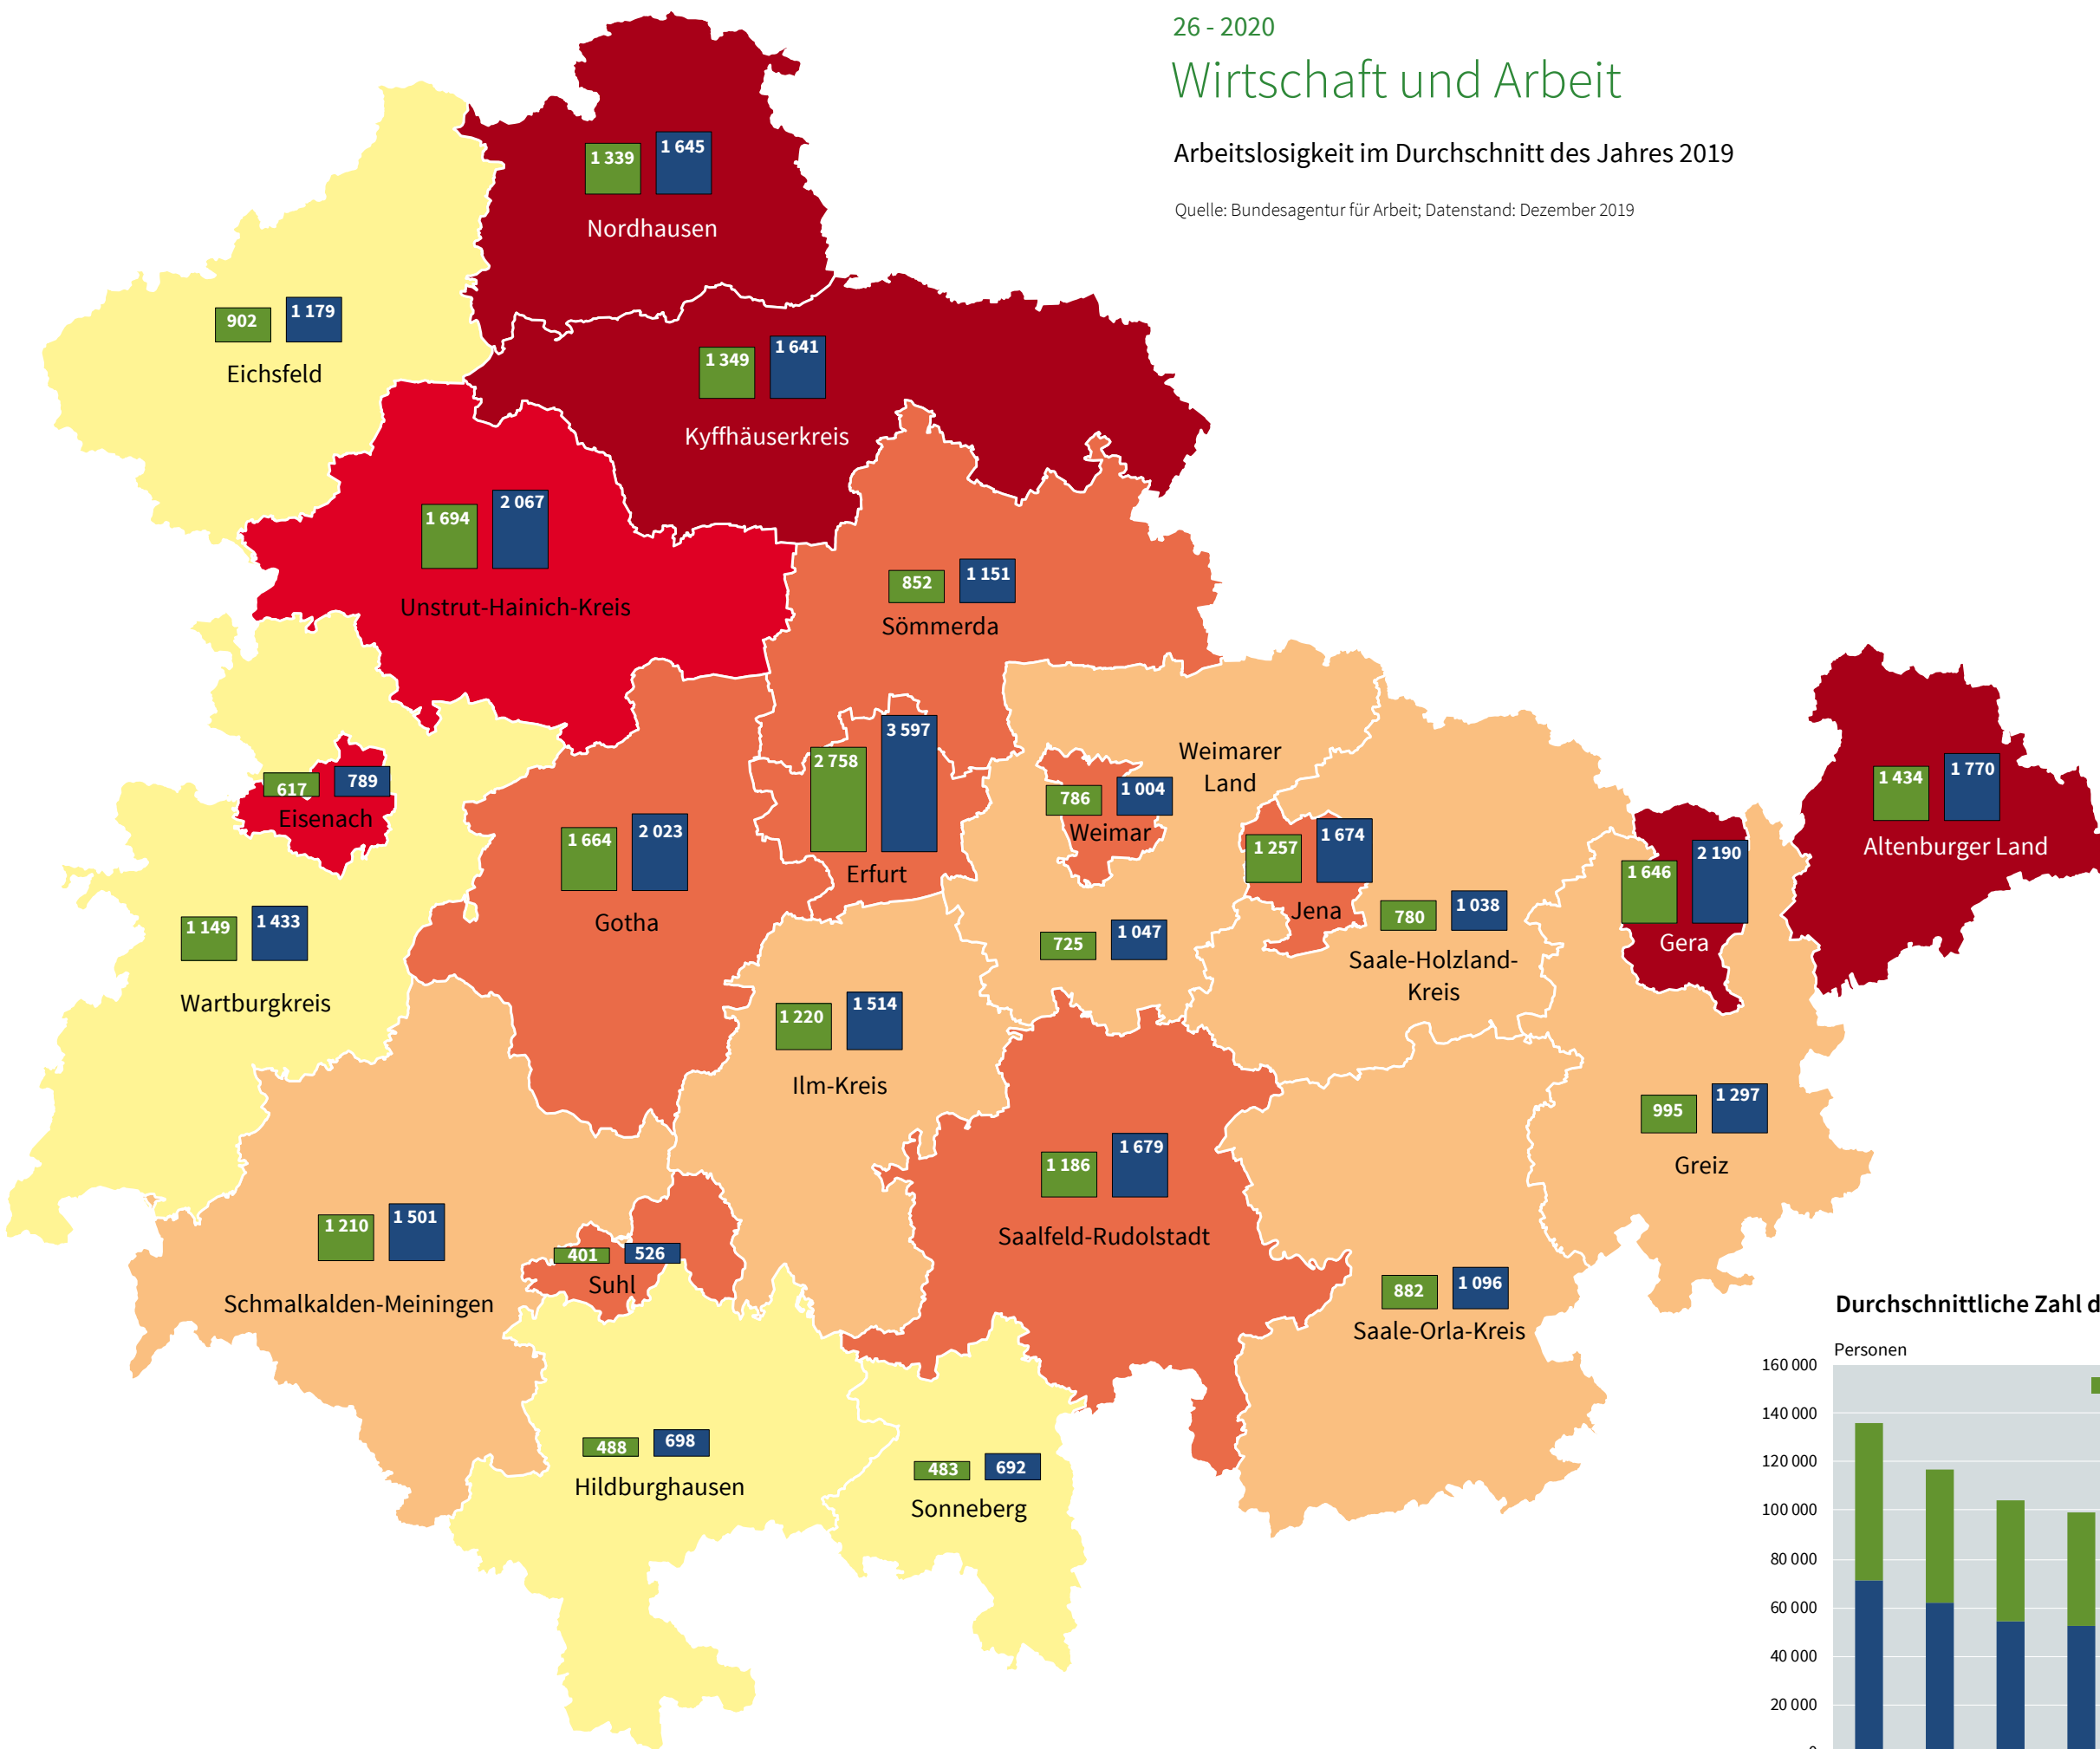 26 - 2020
Wirtschaft und Arbeit
Arbeitslosigkeit im Durchschnitt des Jahres 2019
Quelle: Bundesagentur für Arbeit; Datenstand: Dezember 2019
1 339 1 645
Nordhausen
902 1 179
Eichsfeld
1 349 1 641
Kyffhäuserkreis
1 694 2 067
Unstrut-Hainich-Kreis
852 1 151
Sömmerda
617 789
Eisenach
1 664 2 023
Gotha
2 758 3 597
Erfurt
786 1 004
Weimar
Weimarer
Land
725 1 047
1 257 1 674
Jena
780 1 038
Saale-Holzland-
Kreis
1 646 2 190
Gera
1 434 1 770
Altenburger Land
1 149 1 433
Wartburgkreis
1 220 1 514
Ilm-Kreis
995 1 297
Greiz
1 186 1 679
Saalfeld-Rudolstadt
1 210 1 501
Schmalkalden-Meiningen
401 526
Suhl
882 1 096
Saale-Orla-Kreis
488 698
Hildburghausen
483 692
Sonneberg
Durchschnittliche Zahl d
Personen
160 000
140 000
120 000
100 000
80 000
60 000
40 000
20 000